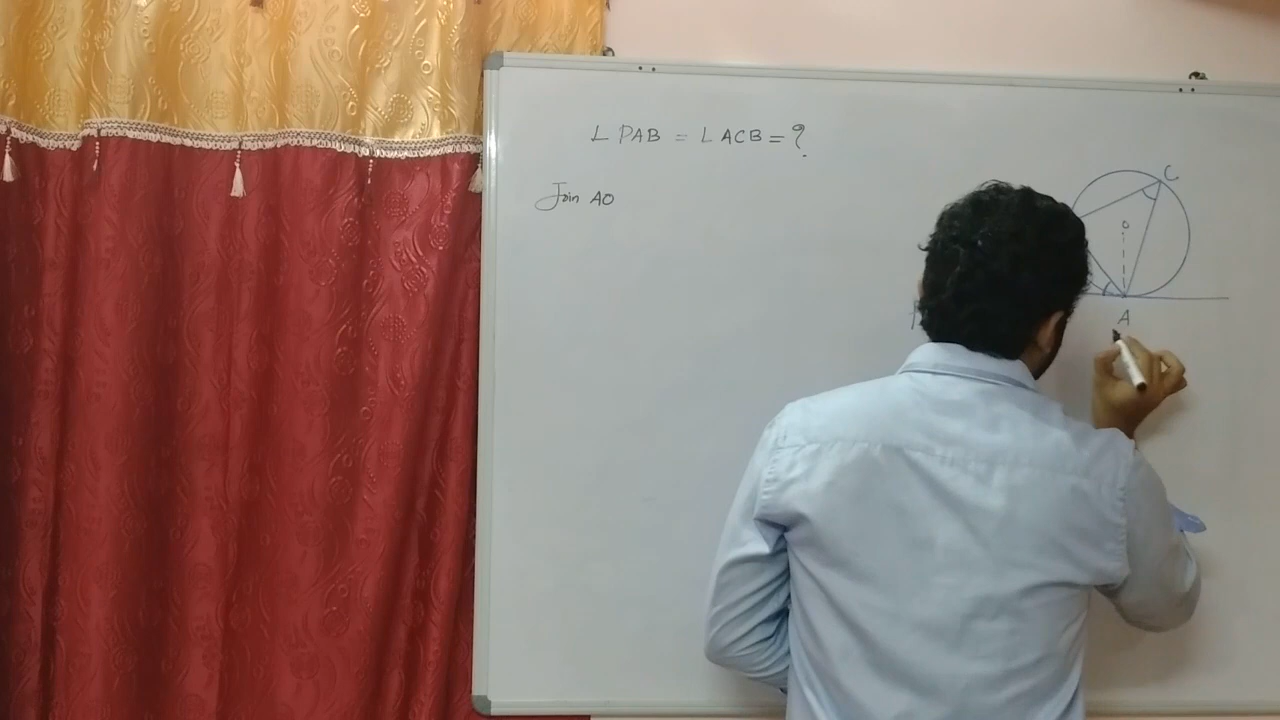 ∠ PAB = ∠ ACB = ?
Join AO
C
O
A